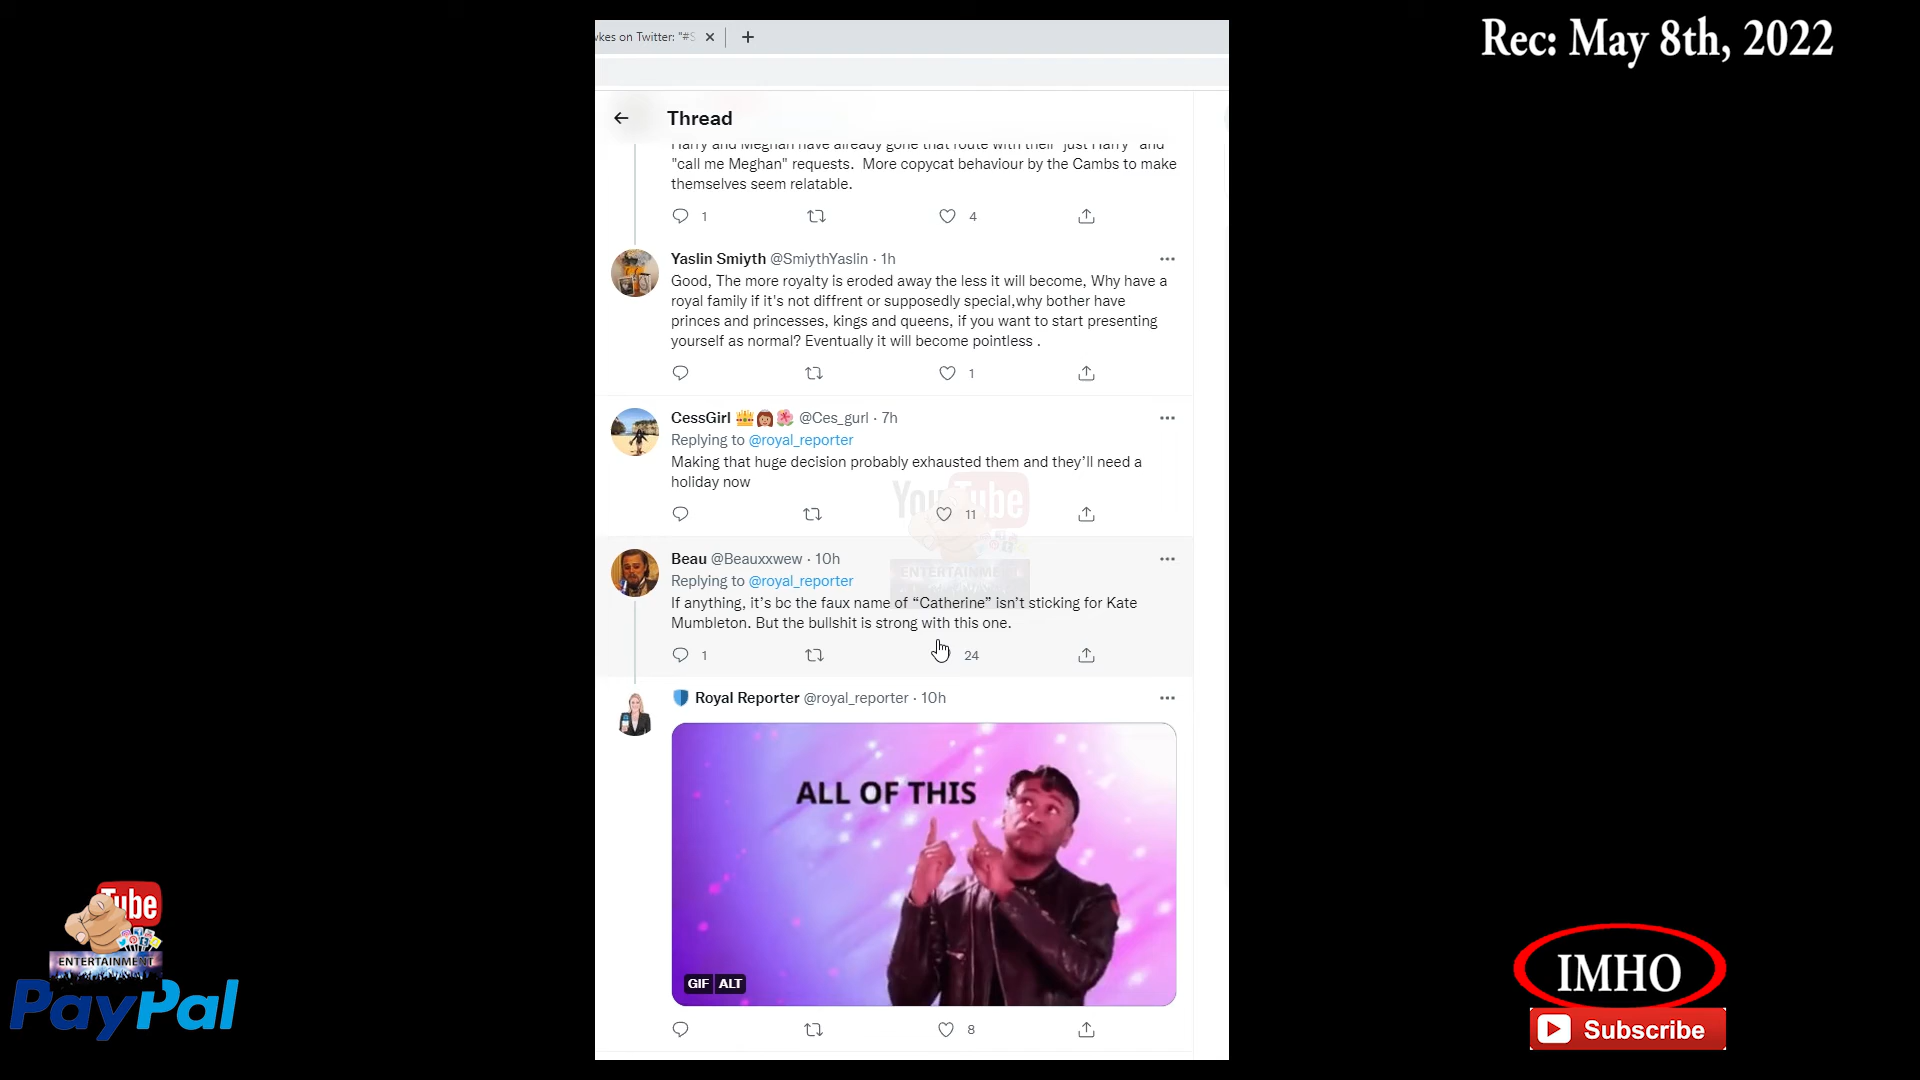 Rec: May 8th, 2022
wkes on Twitter: "#S
Thread
Harry and Meghan have already gone that route with their "just Harry" and
"call me Meghan" requests.  More copycat behaviour by the Cambs to make
themselves seem relatable.
1 4
Yaslin Smiyth @SmiythYaslin · 1h
Good, The more royalty is eroded away the less it will become, Why have a
royal family if it's not diffrent or supposedly special,why bother have
princes and princesses, kings and queens, if you want to start presenting
yourself as normal? Eventually it will become pointless .
1
CessGirl @Ces_gurl · 7h
Replying to @royal_reporter
Making that huge decision probably exhausted them and they’ll need a
holiday now
YouTube
11
ENTERTAINMENT
Beau @Beauxxwew · 10h
Replying to @royal_reporter
If anything, it’s bc the faux name of “Catherine” isn’t sticking for Kate
Mumbleton. But the bullshit is strong with this one.
1 24
Royal Reporter @royal_reporter · 10h
ALL OF THIS
GIF ALT
8
Tube
ENTERTAINMENT
PayPal
IMHO
Subscribe